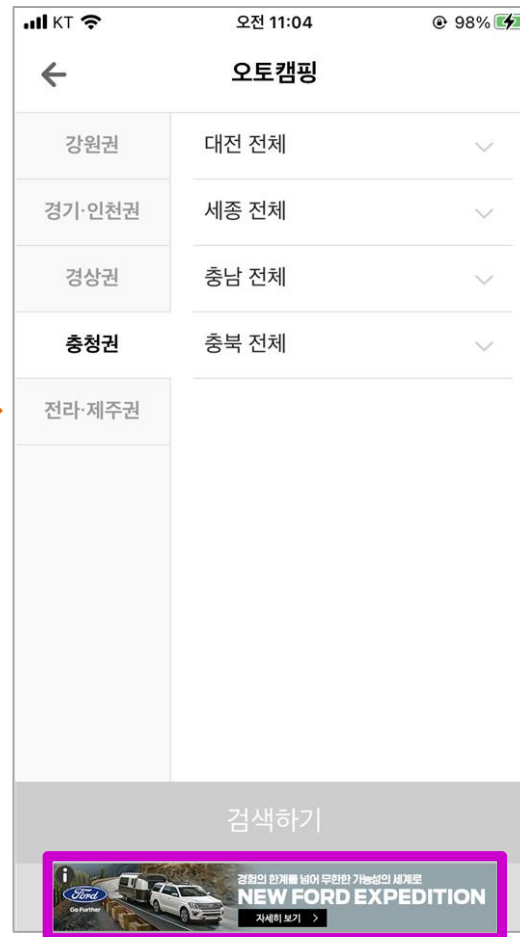 KT 오전 11:04 98%
오토캠핑
강원권
경기·인천권
경상권
충청권
전라·제주권
대전 전체
세종 전체
충남 전체
충북 전체
검색하기
i
Ford
Go Further
경험의 한계를 넘어 무한한 가능성의 세계로
NEW FORD EXPEDITION
자세히 보기 >